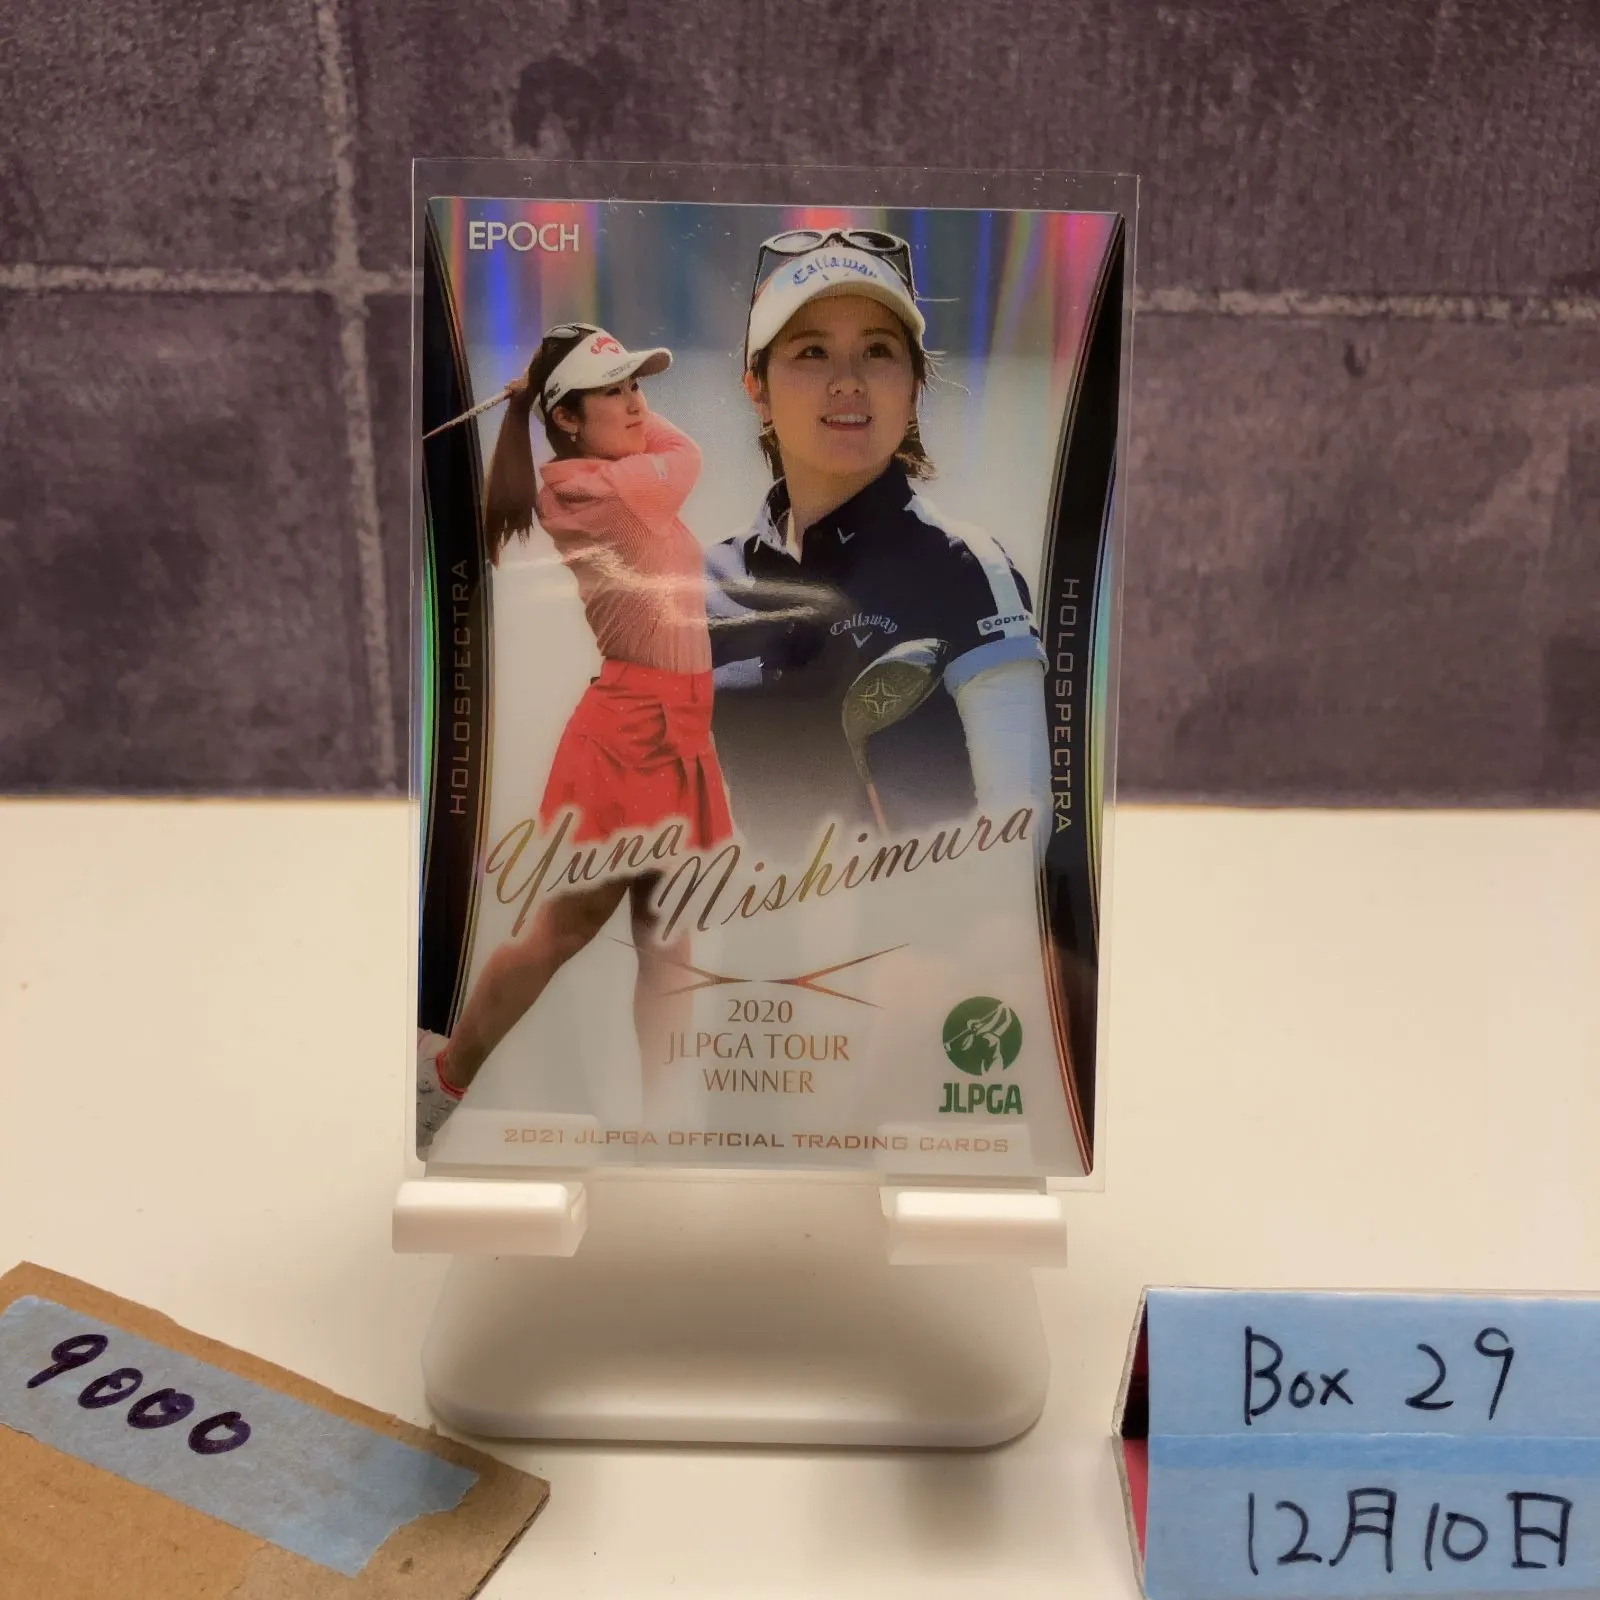 EPOCH
Callaway
Callaway
Callaway
HOLOSPECTRA
HOLOSPECTRA
Yuna Nishimura
2020
JLPGA TOUR
WINNER
JLPGA
2021 JLPGA OFFICIAL TRADING CARDS
9000
Box 29
12月10日